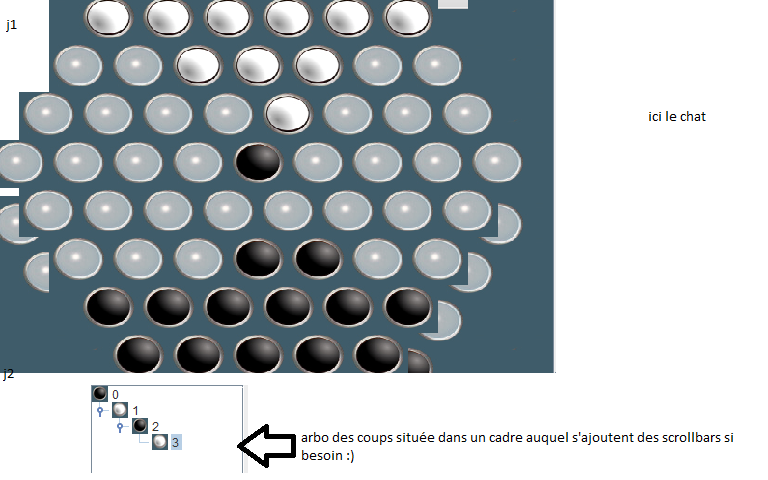 j1
ici le chat
j2
0
1
2
3
arbo des coups située dans un cadre auquel s'ajoutent des scrollbars si
besoin :)